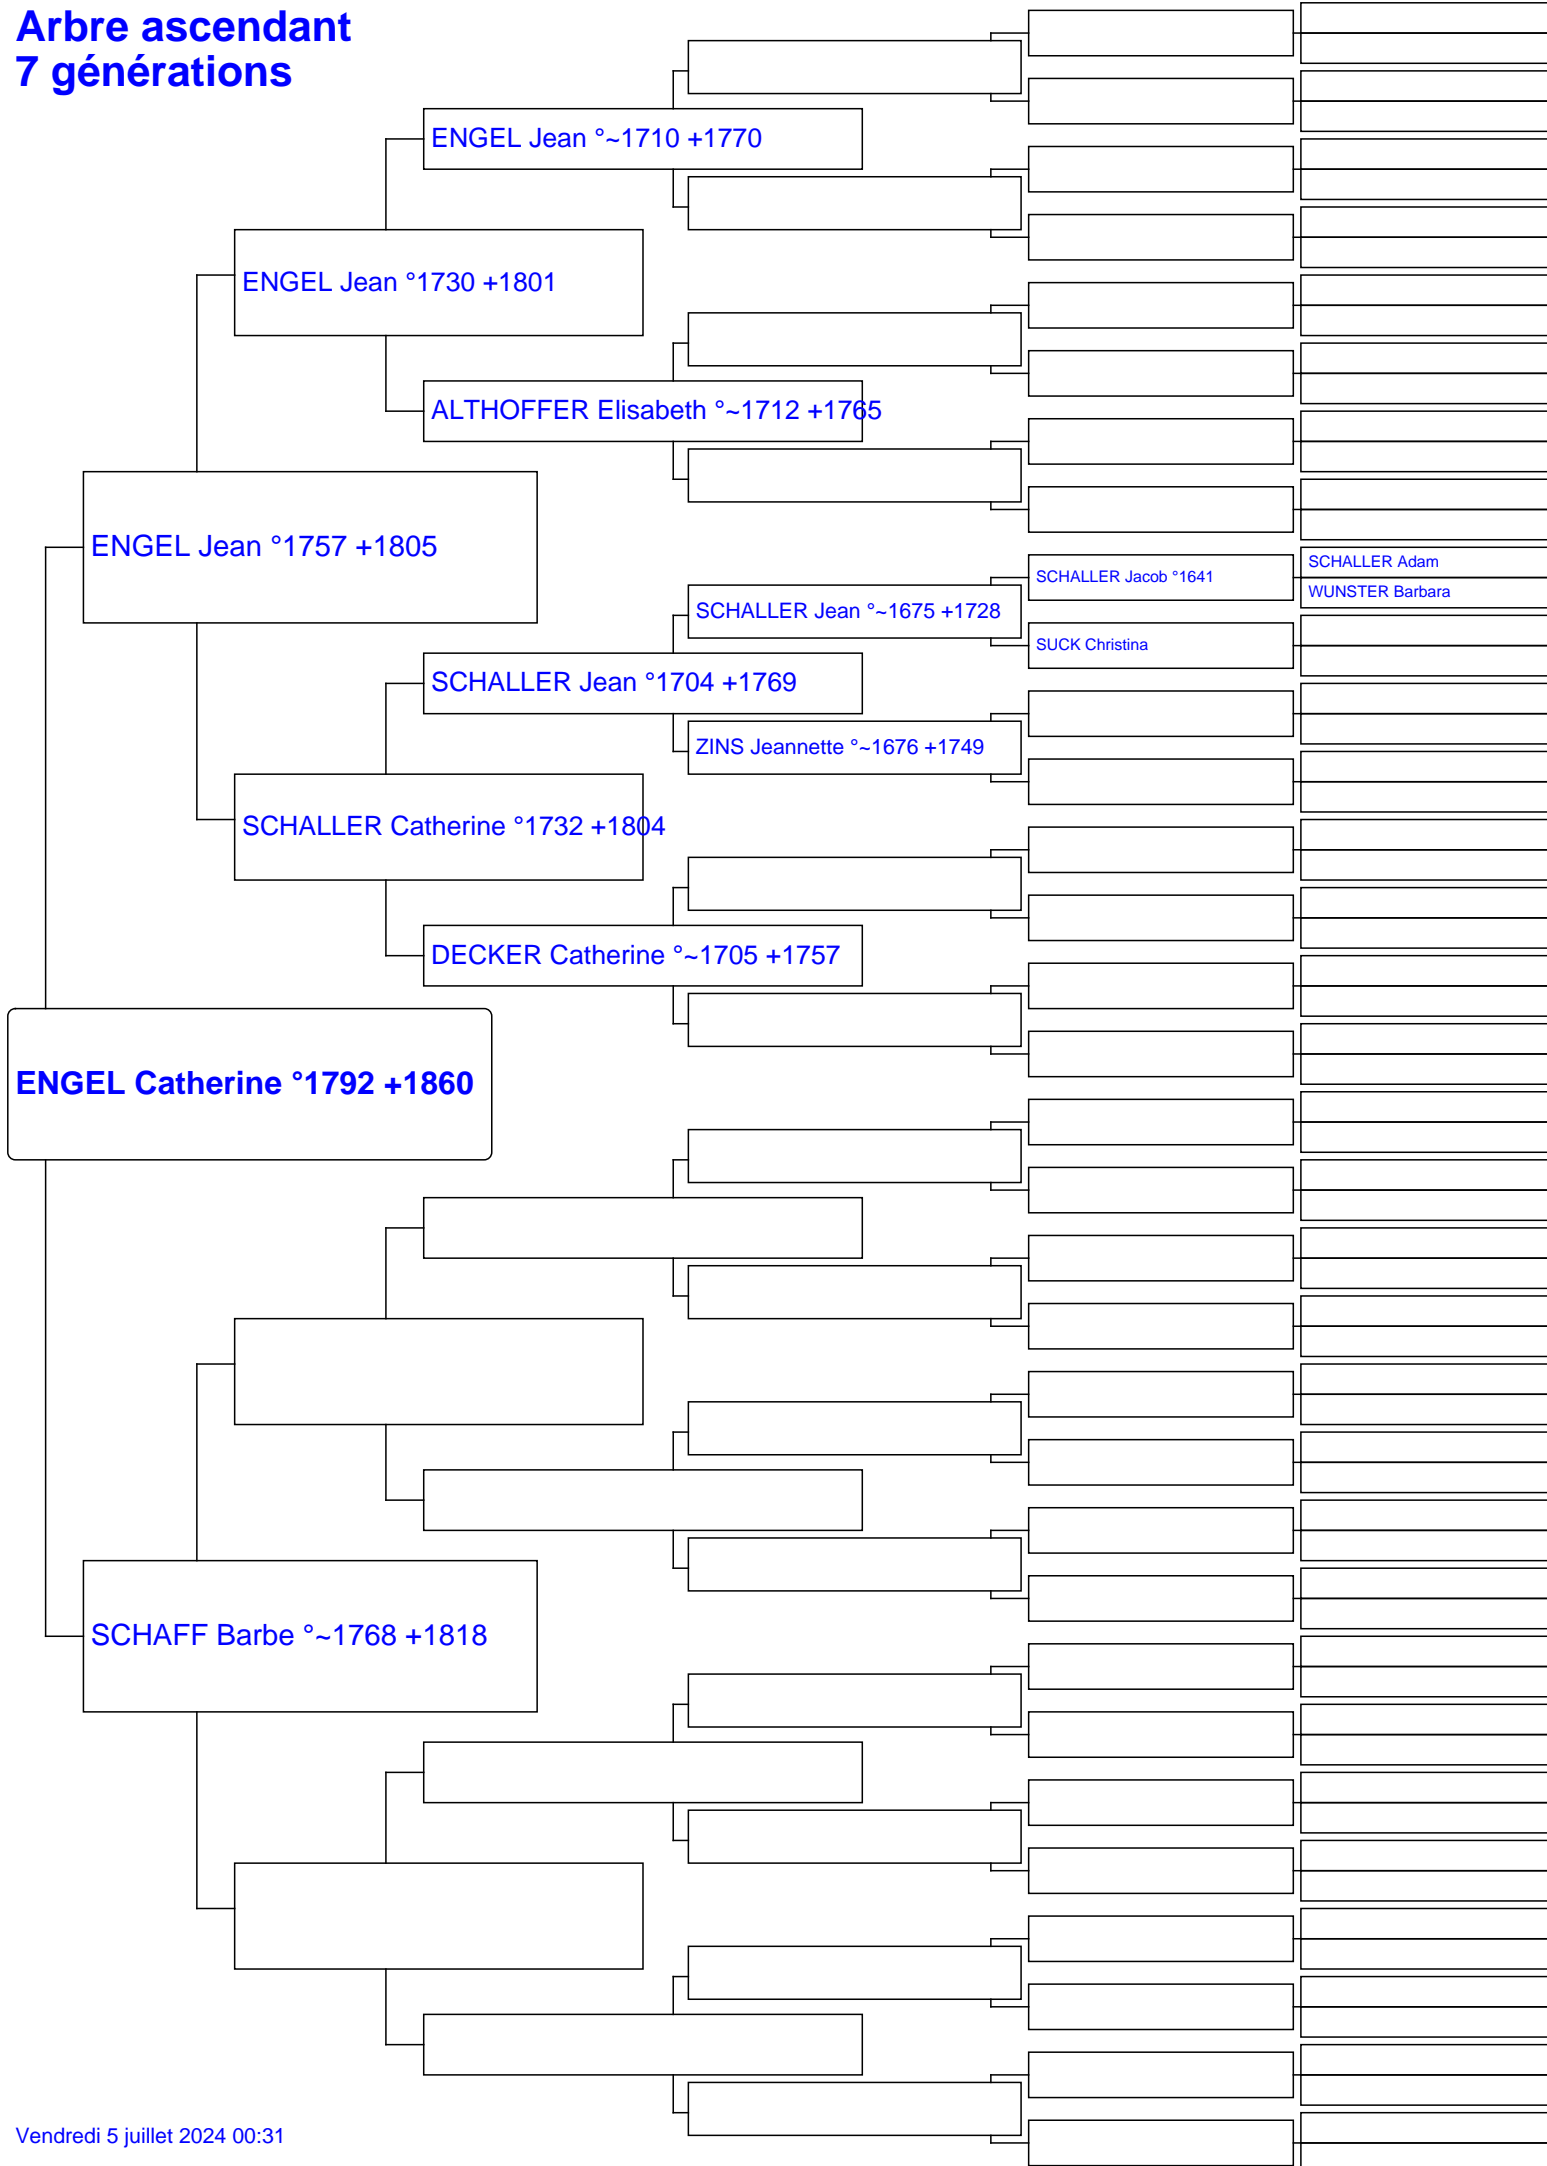 Arbre ascendant
7 générations
ENGEL Jean °~1710 +1770
ENGEL Jean °1730 +1801
ALTHOFFER Elisabeth °~1712 +1765
ENGEL Jean °1757 +1805
SCHALLER Adam
SCHALLER Jacob °1641
WUNSTER Barbara
SCHALLER Jean °~1675 +1728
SUCK Christina
SCHALLER Jean °1704 +1769
ZINS Jeannette °~1676 +1749
SCHALLER Catherine °1732 +1804
DECKER Catherine °~1705 +1757
ENGEL Catherine °1792 +1860
SCHAFF Barbe °~1768 +1818
Vendredi 5 juillet 2024 00:31